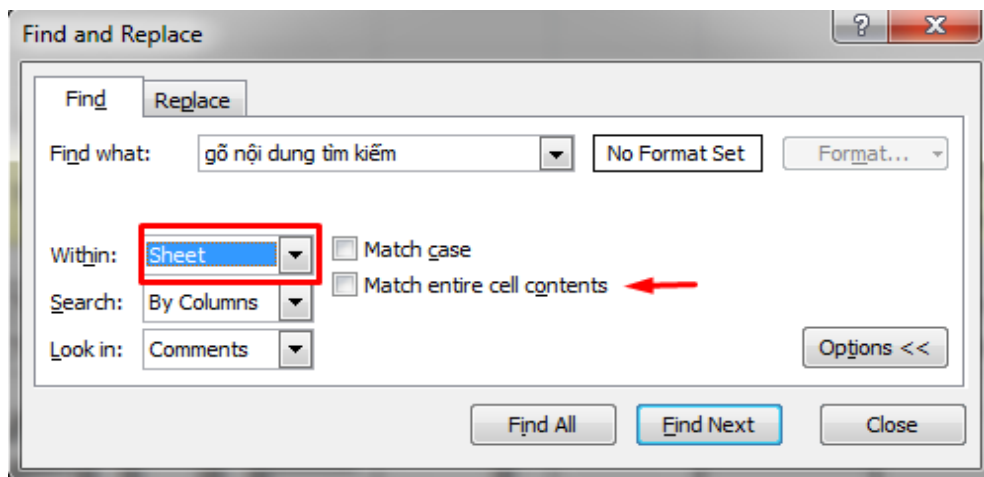 Find and Replace
Find Replace
Find what: gõ nội dung tìm kiếm No Format Set Format...
Within: Sheet Match case
Match entire cell contents
Search: By Columns
Look in: Comments Options <<
Find All Find Next Close